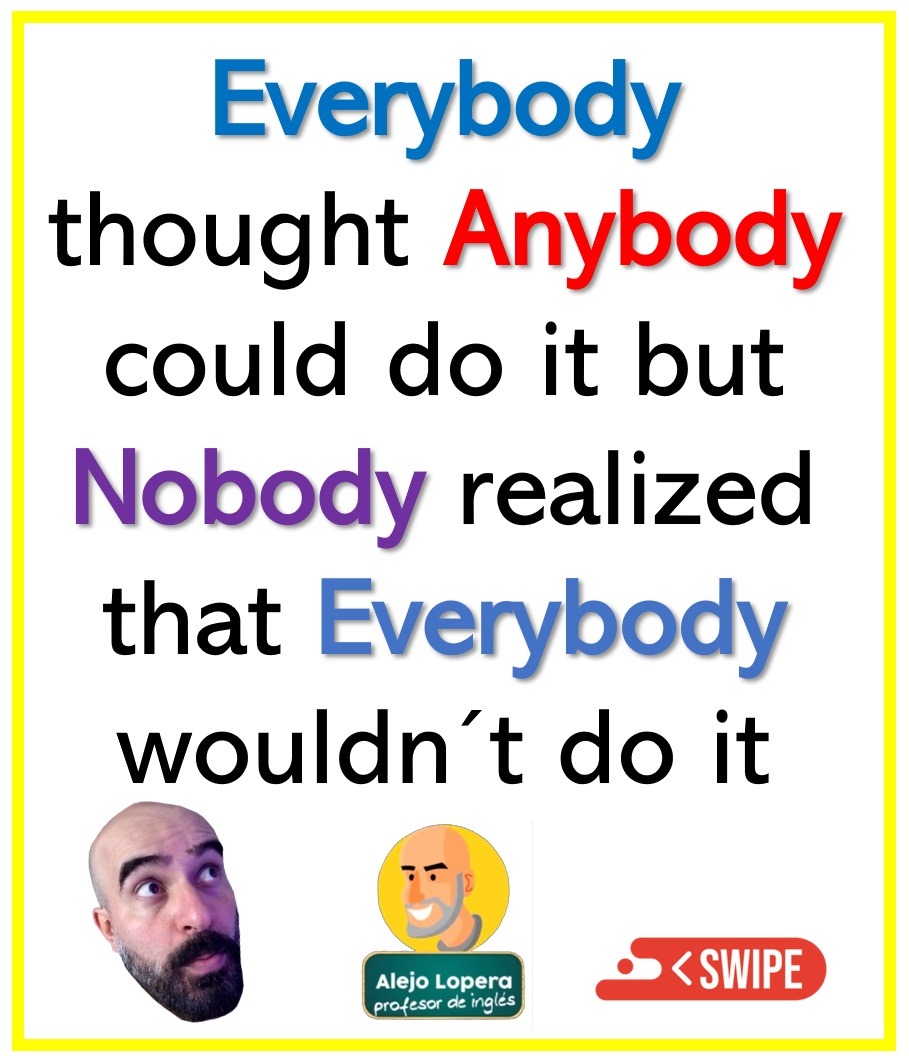 Everybody
thought Anybody
could do it but
Nobody realized
that Everybody
wouldn´t do it
Alejo Lopera
profesor de inglés
< SWIPE